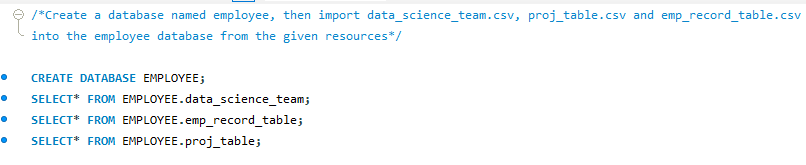 /*Create a database named employee, then import data_science_team.csv, proj_table.csv and emp_record_table.csv
into the employee database from the given resources*/
CREATE DATABASE EMPLOYEE;
SELECT* FROM EMPLOYEE.data_science_team;
SELECT* FROM EMPLOYEE.emp_record_table;
SELECT* FROM EMPLOYEE.proj_table;